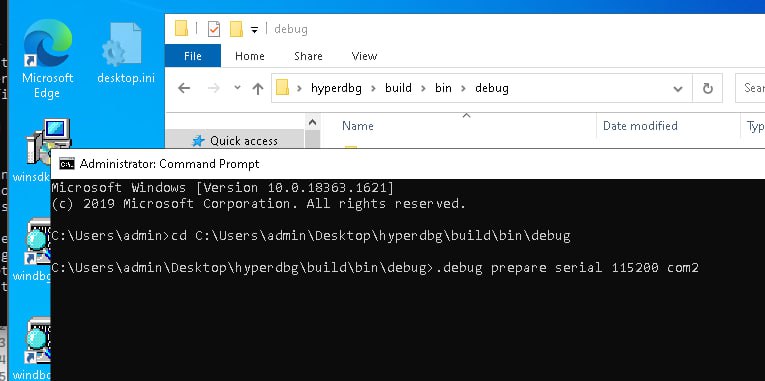 debug
File
Home
Share
View
hyperdbg
build
bin
debug
Sear
Quick access
Name
Date modified
Typ
Microsoft
Edge
desktop.ini
winsdk
windbg
windbg
Administrator: Command Prompt
Microsoft Windows [Version 10.0.18363.1621]
(c) 2019 Microsoft Corporation. All rights reserved.
C:\Users\admin>cd C:\Users\admin\Desktop\hyperdbg\build\bin\debug
C:\Users\admin\Desktop\hyperdbg\build\bin\debug>.debug prepare serial 115200 com2